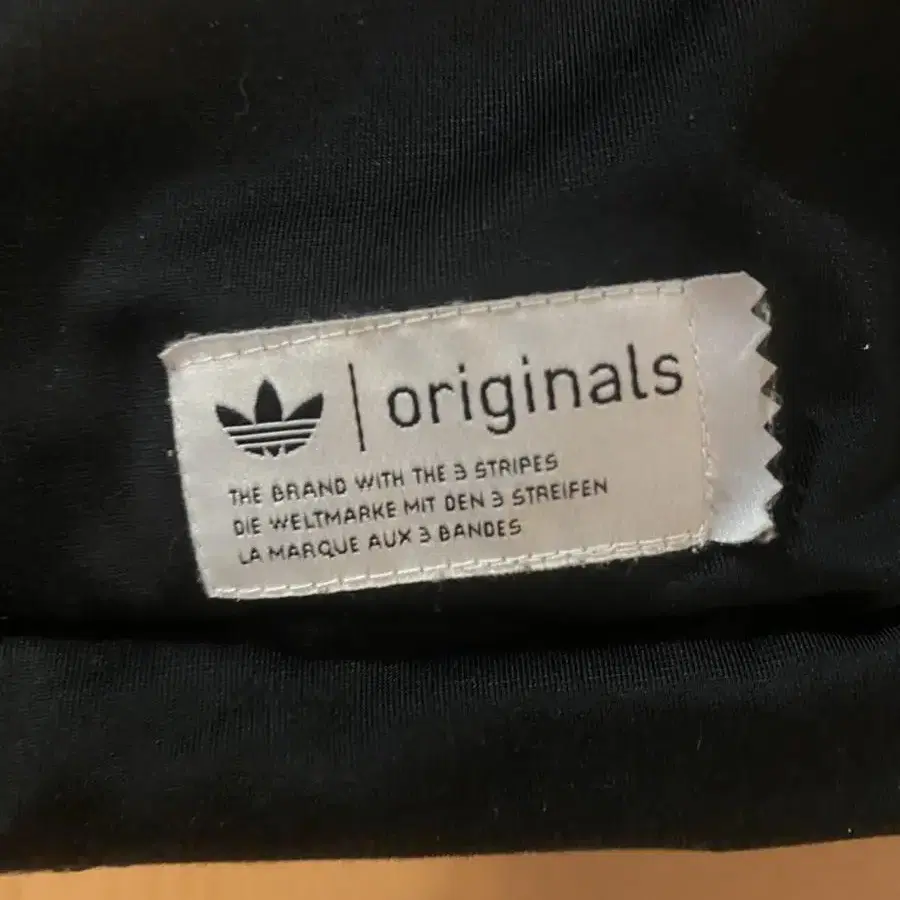 originals
THE BRAND WITH THE 3 STRIPES
DIE WELTMARKE MIT DEN 3 STREIFEN
LA MARQUE AUX 3 BANDES